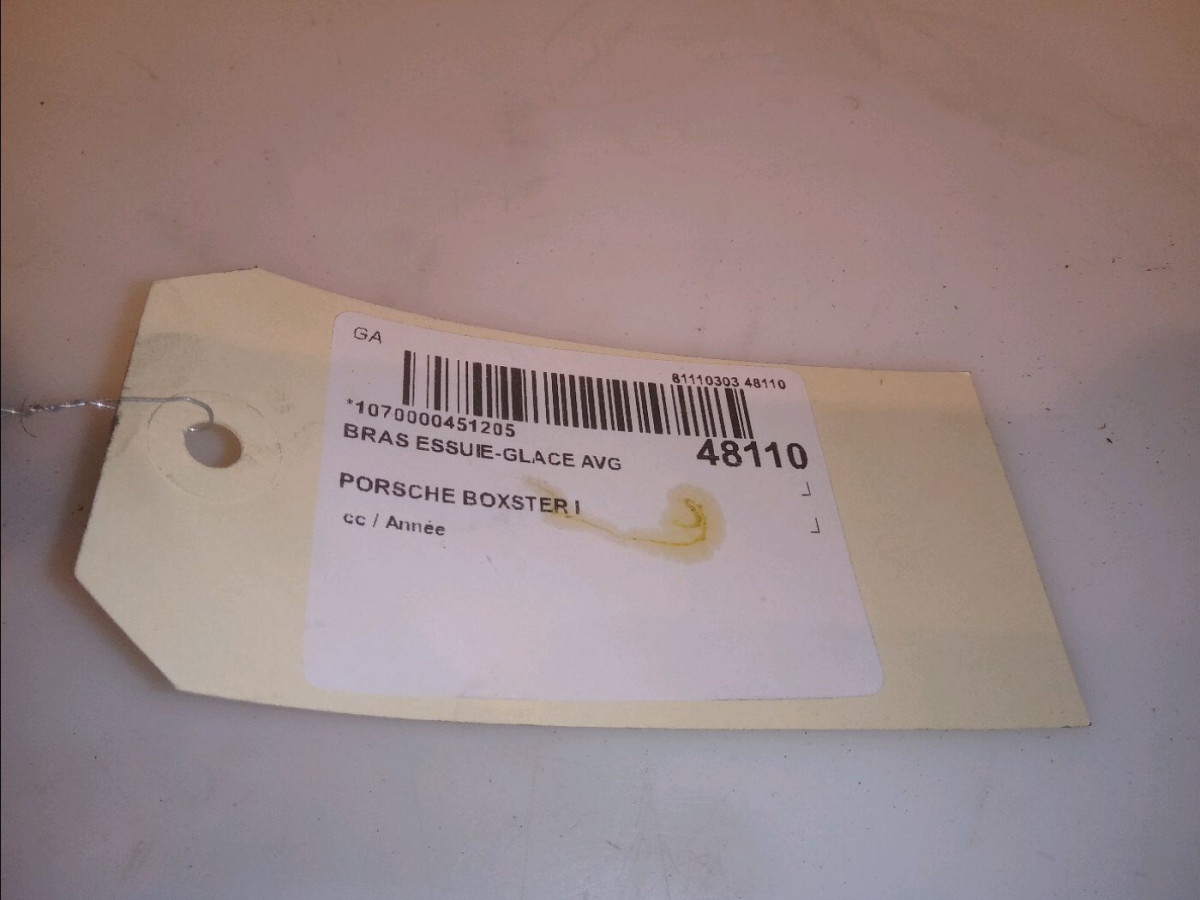 GA
81110303 48110
*1070000451205
48110
BRAS ESSUIE-GLACE AVG
PORSCHE BOXSTER I
cc / Année